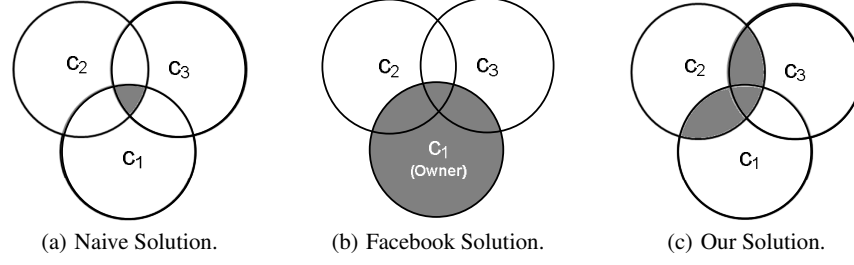 C₂ C₃ C₁
C₂ C₃ C₁
(Owner)
C₂ C₃ C₁
(a) Naive Solution.
(b) Facebook Solution.
(c) Our Solution.